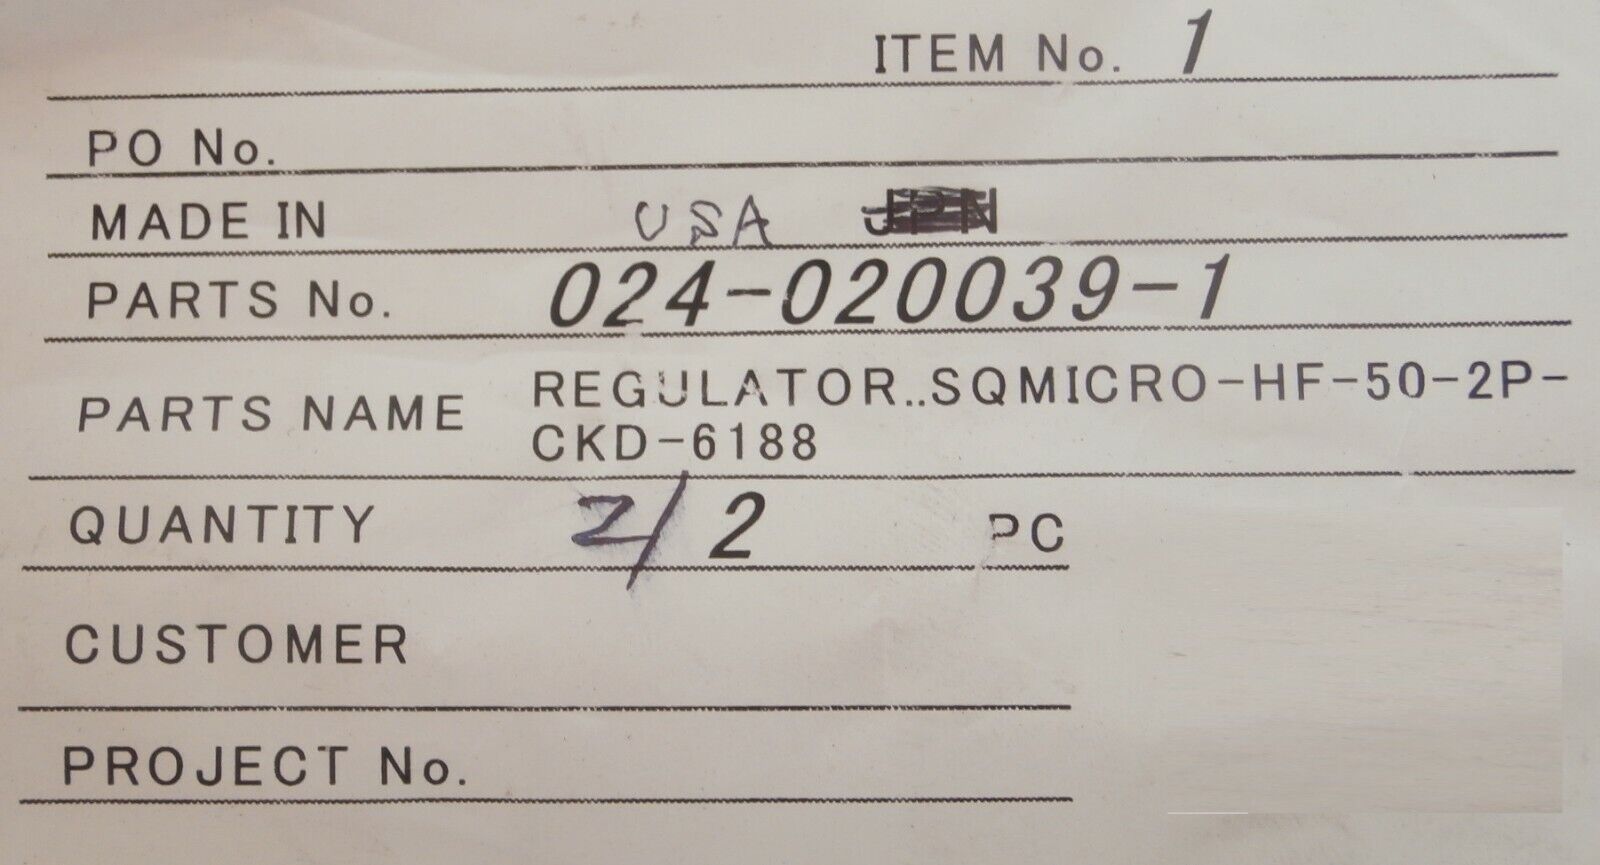 ITEM No. 1
PO No.
MADE IN USA JPN
PARTS No. 024-020039-1
PARTS NAME REGULATOR..SQMICRO-HF-50-2P-
CKD-6188
QUANTITY 2/2 PC
CUSTOMER
PROJECT No.